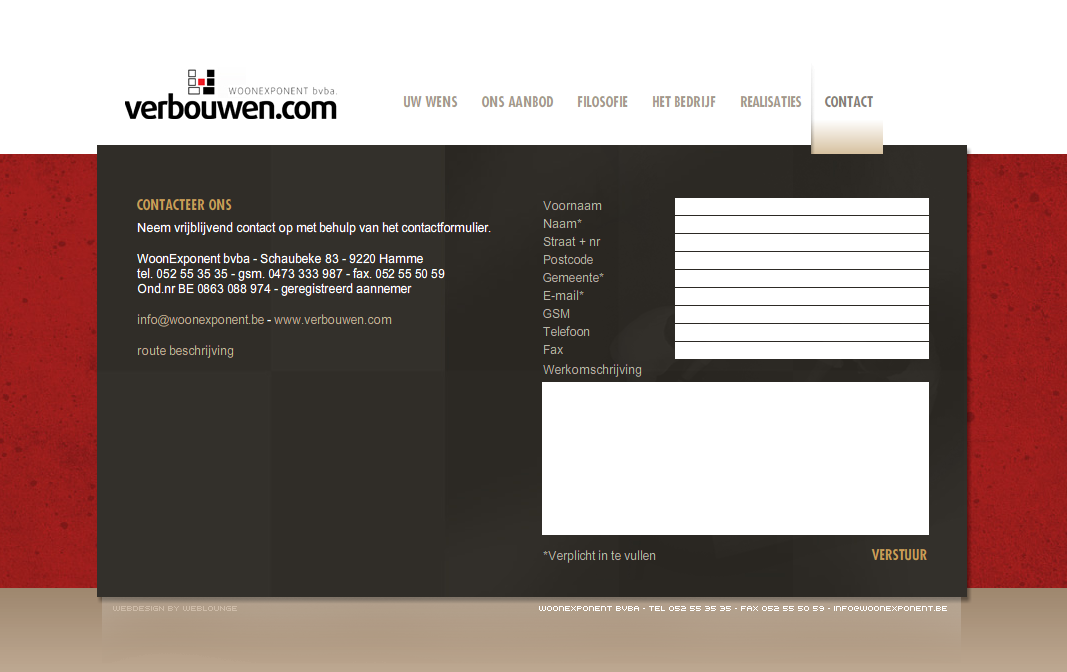 WOONEXPONENT bvba.
verbouwen.com
UW WENS
ONS AANBOD
FILOSOFIE
HET BEDRIJF
REALISATIES
CONTACT
CONTACTEER ONS
Neem vrijblijvend contact op met behulp van het contactformulier.
WoonExponent bvba - Schaubeke 83 - 9220 Hamme
tel. 052 55 35 35 - gsm. 0473 333 987 - fax. 052 55 50 59
Ond.nr BE 0863 088 974 - geregistreerd aannemer
info@woonexponent.be - www.verbouwen.com
route beschrijving
Voornaam
Naam*
Straat + nr
Postcode
Gemeente*
E-mail*
GSM
Telefoon
Fax
Werkomschrijving
*Verplicht in te vullen
VERSTUUR
WEBDESIGN BY WEBLOUNGE
WOONEXPONENT BVBA - TEL 052 55 35 35 - FAX 052 55 50 59 - INFO@WOONEXPONENT.BE